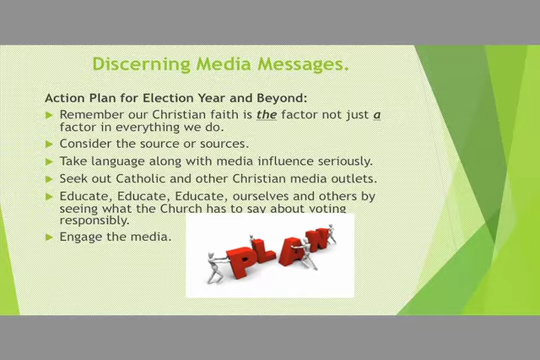 Discerning Media Messages.
Action Plan for Election Year and Beyond:
Remember our Christian faith is the factor not just a
factor in everything we do.
Consider the source or sources.
Take language along with media influence seriously.
Seek out Catholic and other Christian media outlets.
Educate, Educate, Educate, ourselves and others by
seeing what the Church has to say about voting
responsibly.
Engage the media.
PLAN